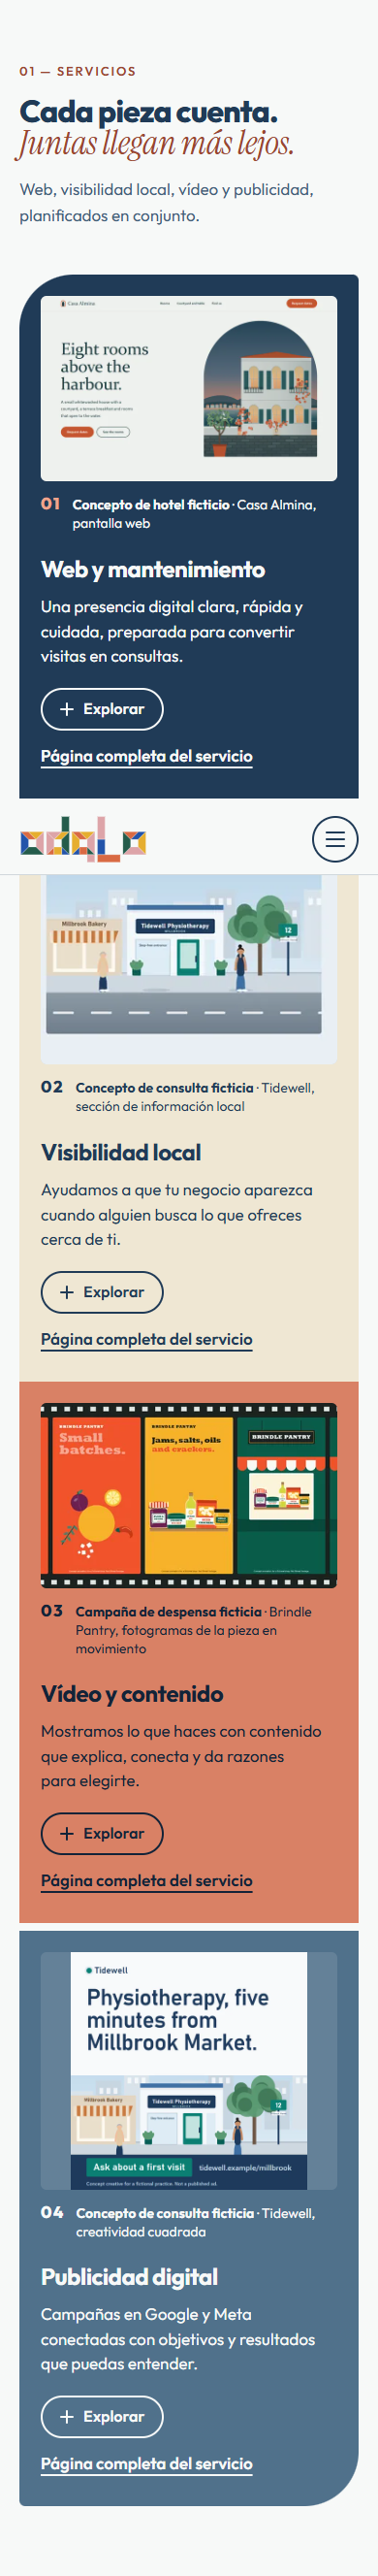 01 — SERVICIOS
Cada pieza cuenta.
Juntas llegan más lejos.
Web, visibilidad local, vídeo y publicidad,
planificados en conjunto.
Casa Almina
Eight rooms
above the
harbour.
01 Concepto de hotel ficticio · Casa Almina,
pantalla web
Web y mantenimiento
Una presencia digital clara, rápida y
cuidada, preparada para convertir
visitas en consultas.
+ Explorar
Página completa del servicio
Millbrook Bakery
Tidewell Physiotherapy
12
02 Concepto de consulta ficticia · Tidewell,
sección de información local
Visibilidad local
Ayudamos a que tu negocio aparezca
cuando alguien busca lo que ofreces
cerca de ti.
+ Explorar
Página completa del servicio
BRINDLE PANTRY
Small
batches.
BRINDLE PANTRY
Jams, salts, oils
and crackers.
BRINDLE PANTRY
03 Campaña de despensa ficticia · Brindle
Pantry, fotogramas de la pieza en
movimiento
Vídeo y contenido
Mostramos lo que haces con contenido
que explica, conecta y da razones
para elegirte.
+ Explorar
Página completa del servicio
Tidewell
Physiotherapy, five
minutes from
Millbrook Market.
Millbrook Bakery
Tidewell Physiotherapy
12
Ask about a first visit
tidewell.example/millbrook
Concept creative for a fictional practice. Not a published ad.
04 Concepto de consulta ficticia · Tidewell,
creatividad cuadrada
Publicidad digital
Campañas en Google y Meta
conectadas con objetivos y resultados
que puedas entender.
+ Explorar
Página completa del servicio